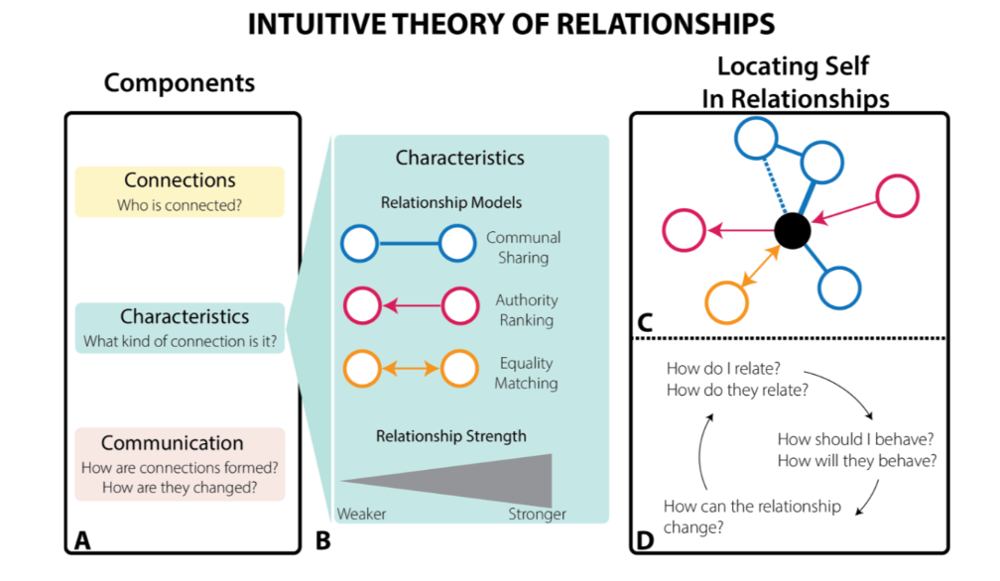 INTUITIVE THEORY OF RELATIONSHIPS
Components
Connections
Who is connected?
Characteristics
What kind of connection is it?
Communication
How are connections formed?
How are they changed?
A
Characteristics
Relationship Models
Communal
Sharing
Authority
Ranking
Equality
Matching
Relationship Strength
Weaker
Stronger
B
Locating Self
In Relationships
C
How do I relate?
How do they relate?
How should I behave?
How will they behave?
How can the relationship
change?
D